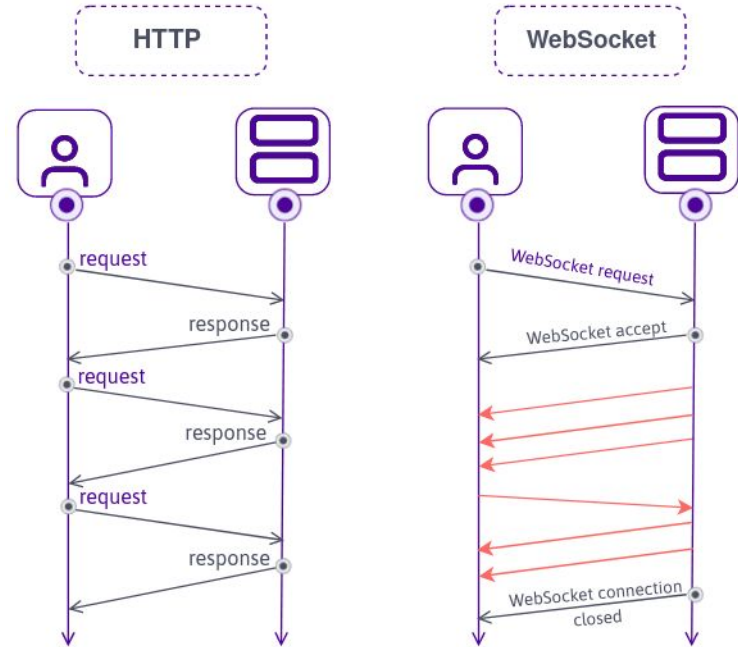 HTTP
WebSocket
request
response
request
response
request
response
WebSocket request
WebSocket accept
WebSocket connection
closed